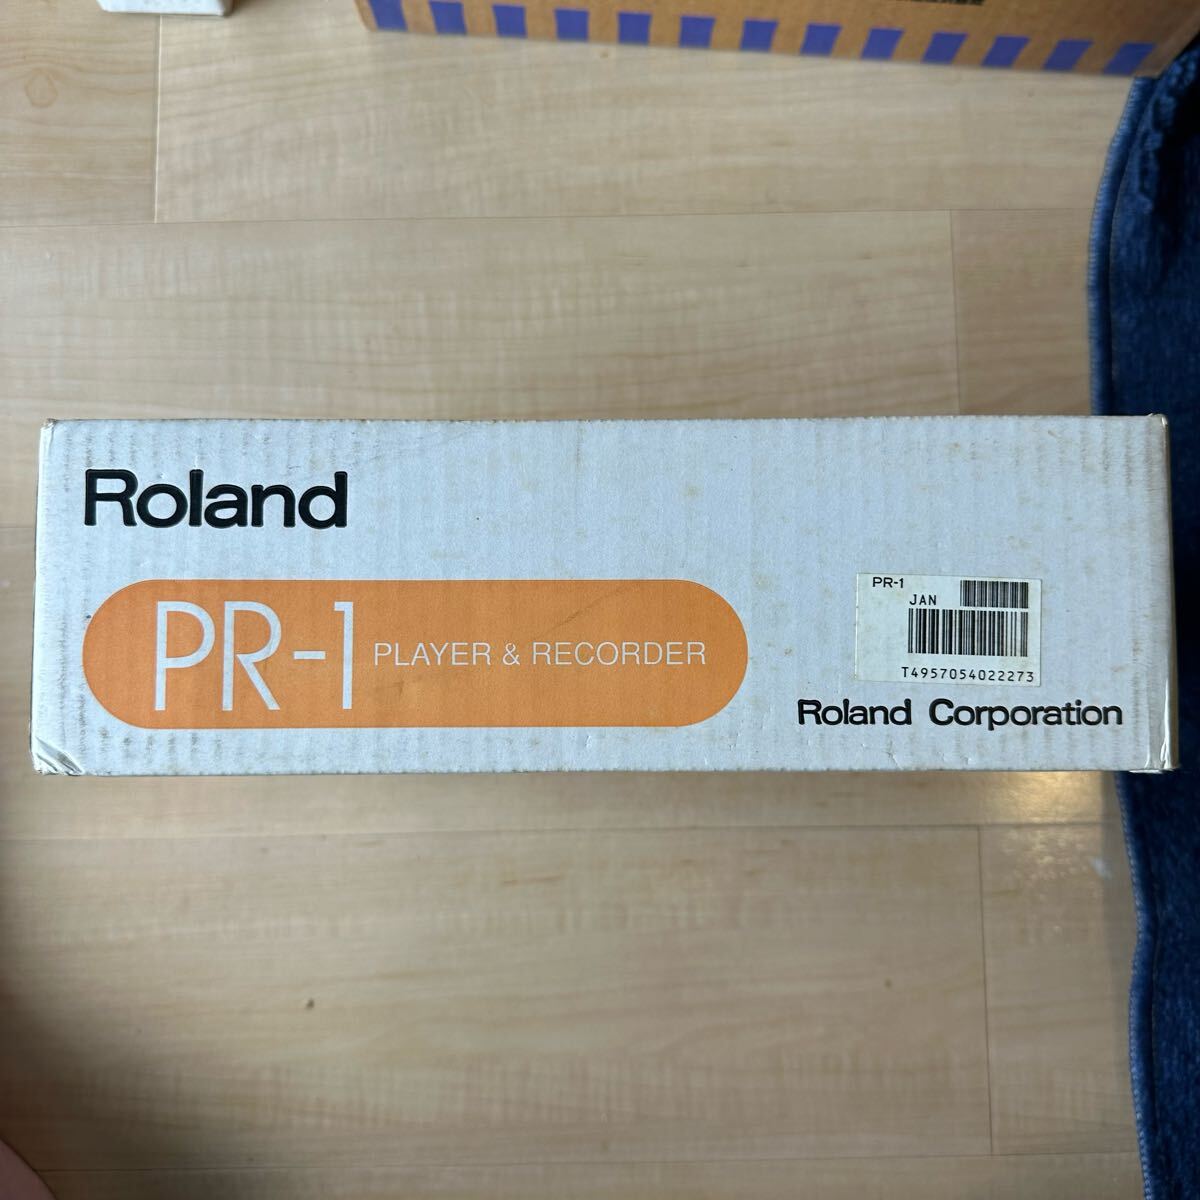 Roland
PR-1 PLAYER & RECORDER
PR-1
JAN
T4957054022273
Roland Corporation